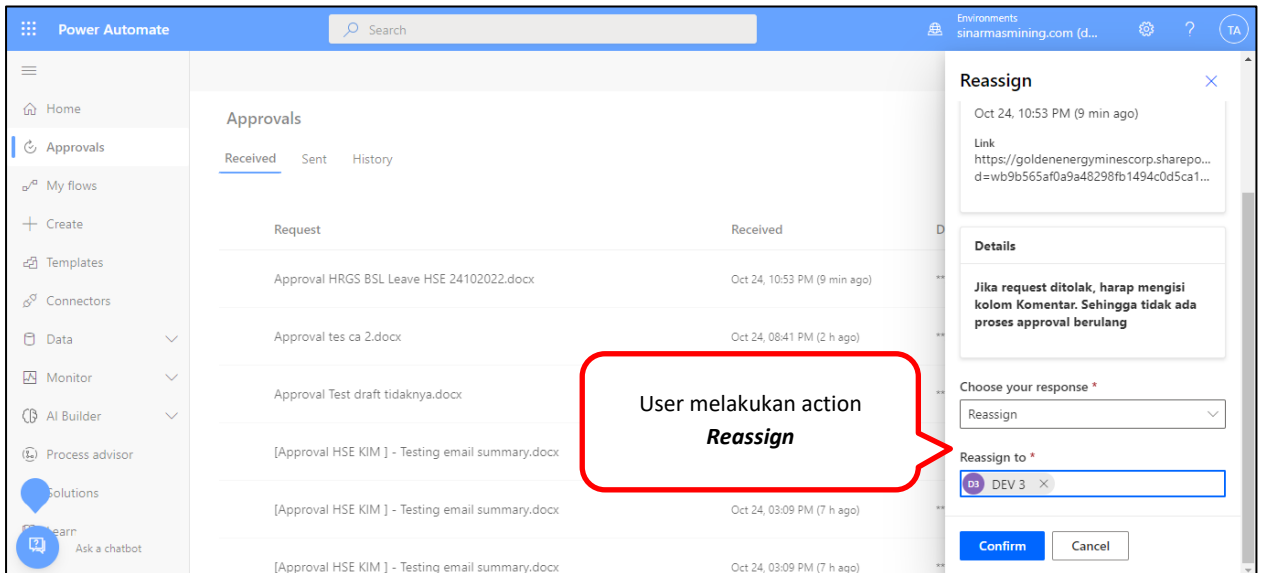 Power Automate
Search
Environments
sinarmasmining.com (d...
TA
Home
Approvals
My flows
Create
Templates
Connectors
Data
Monitor
AI Builder
Process advisor
Solutions
Learn
Ask a chatbot
Approvals
Received Sent History
Request Received D
Approval HRGS BSL Leave HSE 24102022.docx Oct 24, 10:53 PM (9 min ago) **
Approval tes ca 2.docx Oct 24, 08:41 PM (2 h ago) **
Approval Test draft tidaknya.docx **
[Approval HSE KIM ] - Testing email summary.docx
[Approval HSE KIM ] - Testing email summary.docx Oct 24, 03:09 PM (7 h ago) **
[Approval HSE KIM ] - Testing email summary.docx Oct 24, 03:09 PM (7 h ago) **
User melakukan action
Reassign
Reassign
Oct 24, 10:53 PM (9 min ago)
Link
https://goldenenergyminescorp.sharepo...
d=wb9b565af0a9a48298fb1494c0d5ca1...
Details
Jika request ditolak, harap mengisi
kolom Komentar. Sehingga tidak ada
proses approval berulang
Choose your response *
Reassign
Reassign to *
D3 DEV 3
Confirm Cancel